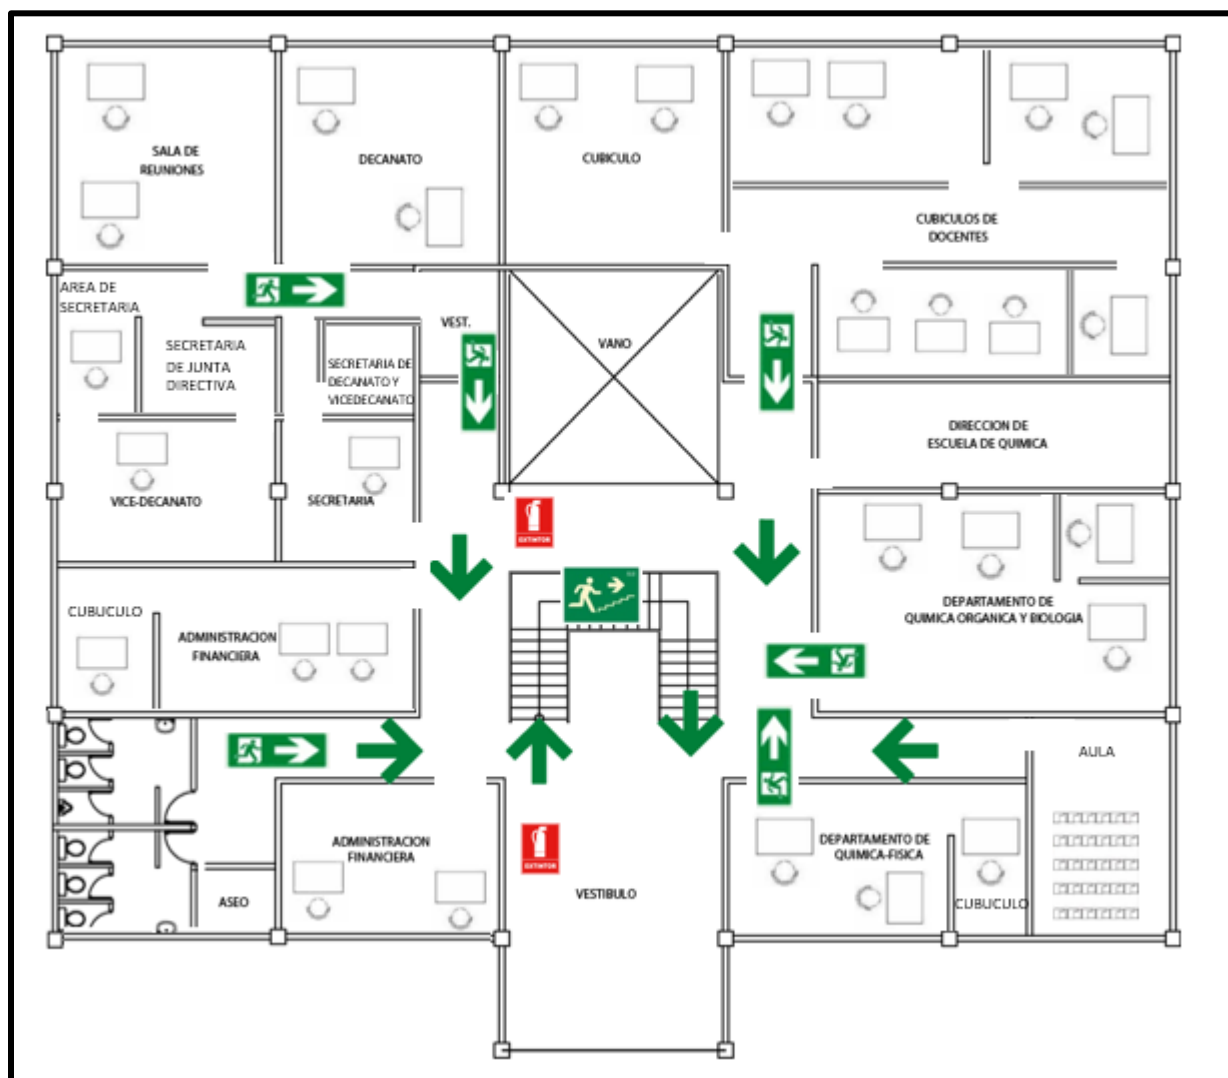 SALA DE
REUNIONES
DECANATO
CUBICULO
CUBICULOS DE
DOCENTES
AREA DE
SECRETARIA
SECRETARIA
DE JUNTA
DIRECTIVA
SECRETARIA DE
DECANATO Y
VICEDECANATO
VEST.
VANO
DIRECCION DE
ESCUELA DE QUIMICA
VICE-DECANATO
SECRETARIA
EXTINTOR
CUBUCULO
ADMINISTRACION
FINANCIERA
DEPARTAMENTO DE
QUIMICA ORGANICA Y BIOLOGIA
AULA
ADMINISTRACION
FINANCIERA
EXTINTOR
DEPARTAMENTO DE
QUIMICA-FISICA
CUBUCULO
ASEO
VESTIBULO